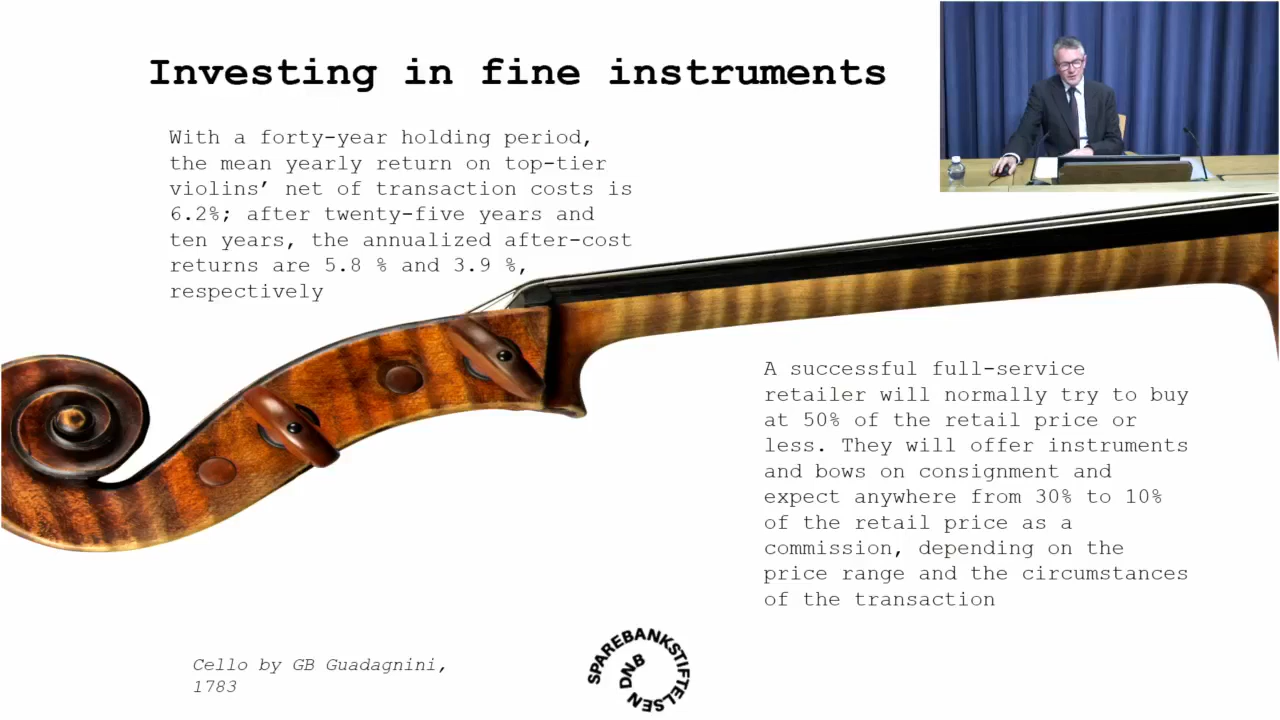 Investing in fine instruments
With a forty-year holding period,
the mean yearly return on top-tier
violins’ net of transaction costs is
6.2%; after twenty-five years and
ten years, the annualized after-cost
returns are 5.8 % and 3.9 %,
respectively
A successful full-service
retailer will normally try to buy
at 50% of the retail price or
less. They will offer instruments
and bows on consignment and
expect anywhere from 30% to 10%
of the retail price as a
commission, depending on the
price range and the circumstances
of the transaction
Cello by GB Guadagnini,
1783
SPAREBANKSTIFTELSEN
DNB